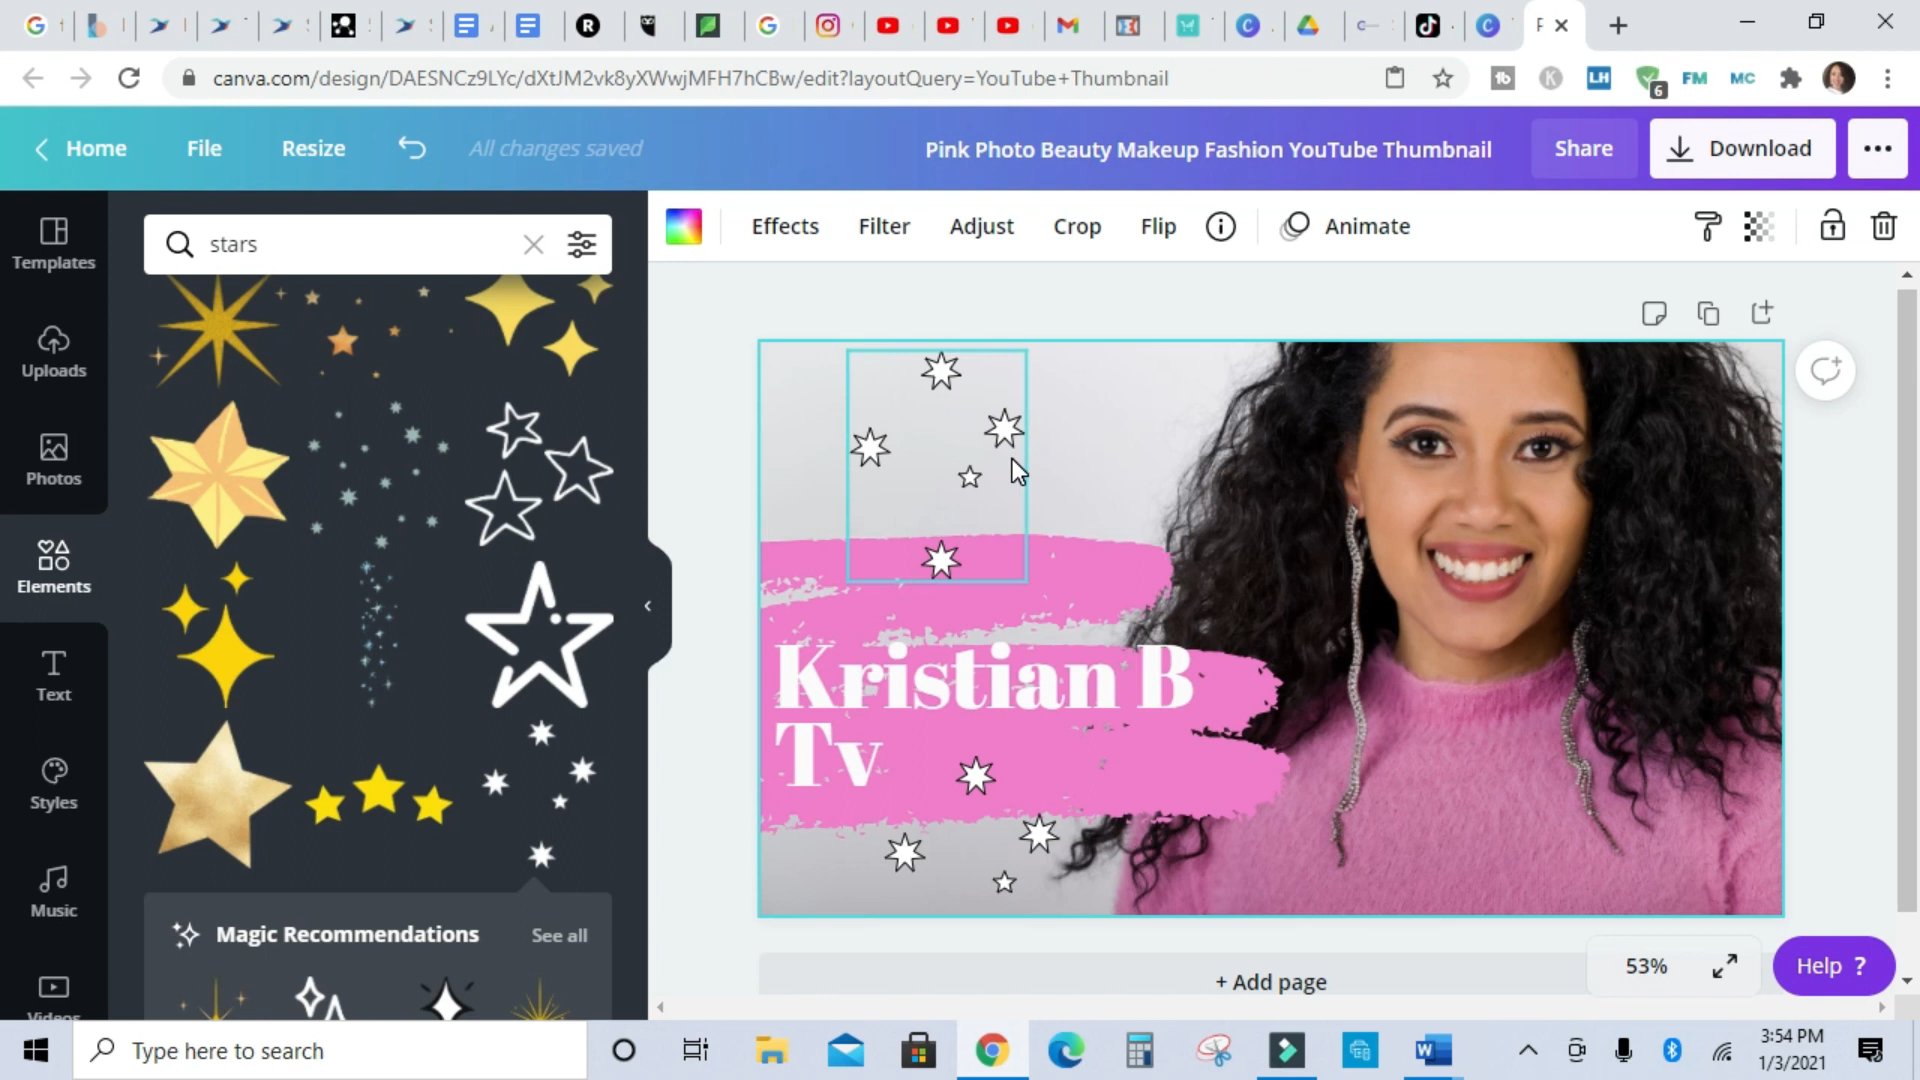 canva.com/design/DAESNCz9LYc/dXtJM2vk8yXWwjMFH7hCBw/edit?layoutQuery=YouTube+Thumbnail
6
FM
MC
LH
K
Home
File
Resize
All changes saved
Pink Photo Beauty Makeup Fashion YouTube Thumbnail
Share
Download
Templates
Uploads
Photos
Elements
Text
Styles
Music
Videos
stars
Magic Recommendations
See all
Effects
Filter
Adjust
Crop
Flip
Animate
Kristian B
Tv
+ Add page
53%
Help ?
Type here to search
3:54 PM
1/3/2021